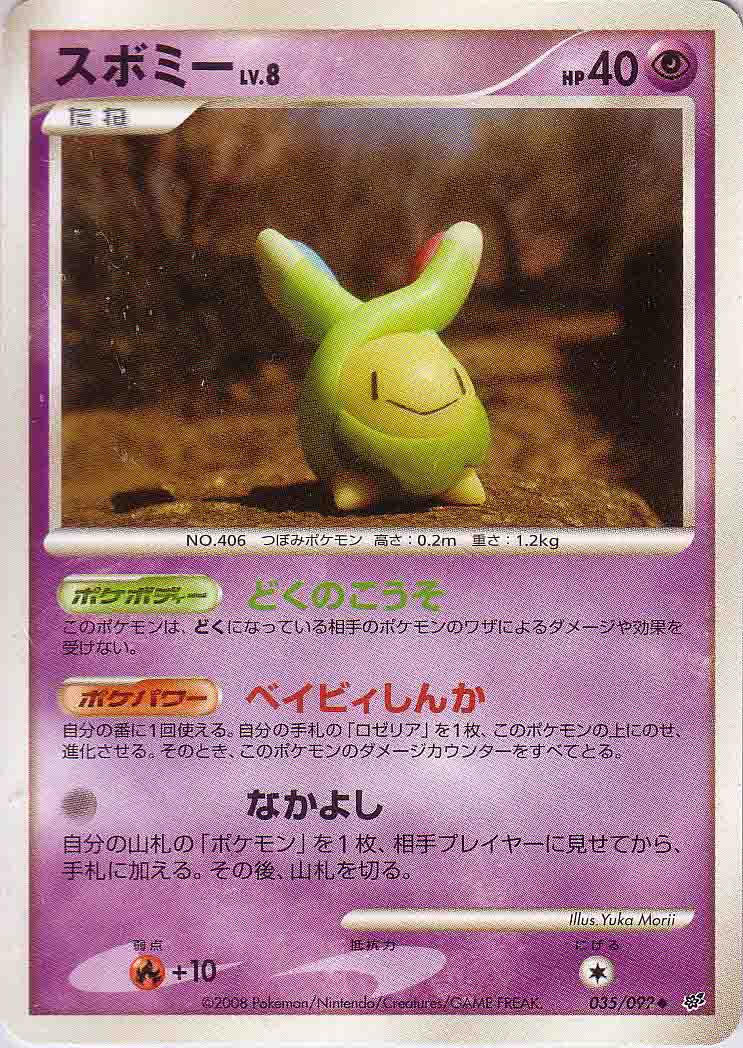 スボミー LV.8 HP40
たね
NO.406 つぼみポケモン 高さ:0.2m 重さ:1.2kg
ポケボディー どくのこうそ
このポケモンは、どくになっている相手のポケモンのワザによるダメージや効果を
受けない。
ポケパワー ベイビィしんか
自分の番に1回使える。自分の手札の「ロゼリア」を1枚、このポケモンの上にのせ、
進化させる。そのとき、このポケモンのダメージカウンターをすべてとる。
なかよし
自分の山札の「ポケモン」を1枚、相手プレイヤーに見せてから、
手札に加える。その後、山札を切る。
Illus. Yuka Morii
弱点 抵抗力 にげる
+10
©2008 Pokémon/Nintendo/Creatures/GAME FREAK. 035/092